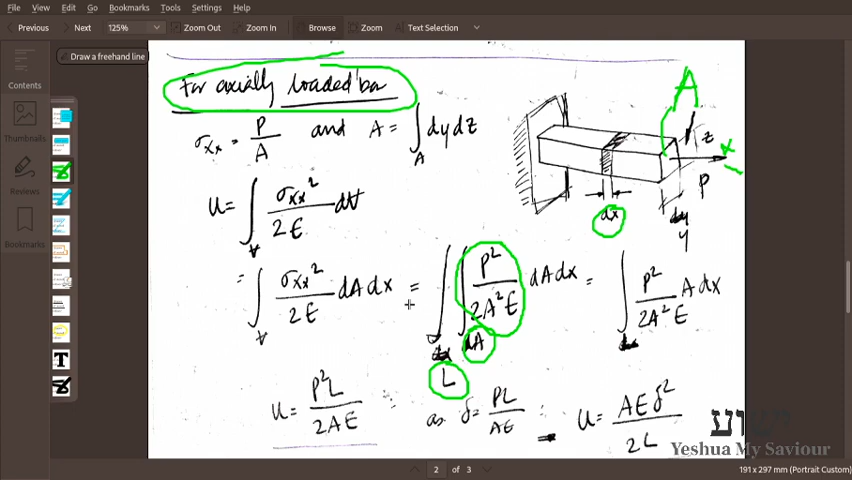 File View Go Bookmarks Tools Settings Help
Previous Next 125% Zoom Out Zoom In Browse Zoom Text Selection
Contents
Thumbnails
Reviews
Bookmarks
Draw a freehand line
For axially loaded bar
σxx = P/A and A = ∫A dydz
A
z
x
P
dx
y
U = ∫V σxx²/2E dV
= ∫V σxx²/2E dA dx = ∫L ∫dA P²/2A²E dA dx = ∫L P²/2A²E A dx
U = P²L/2AE as δ = PL/AE U = AEδ²/2L
ישוע
Yeshua My Saviour
2 of 3
191 x 297 mm (Portrait Custom)